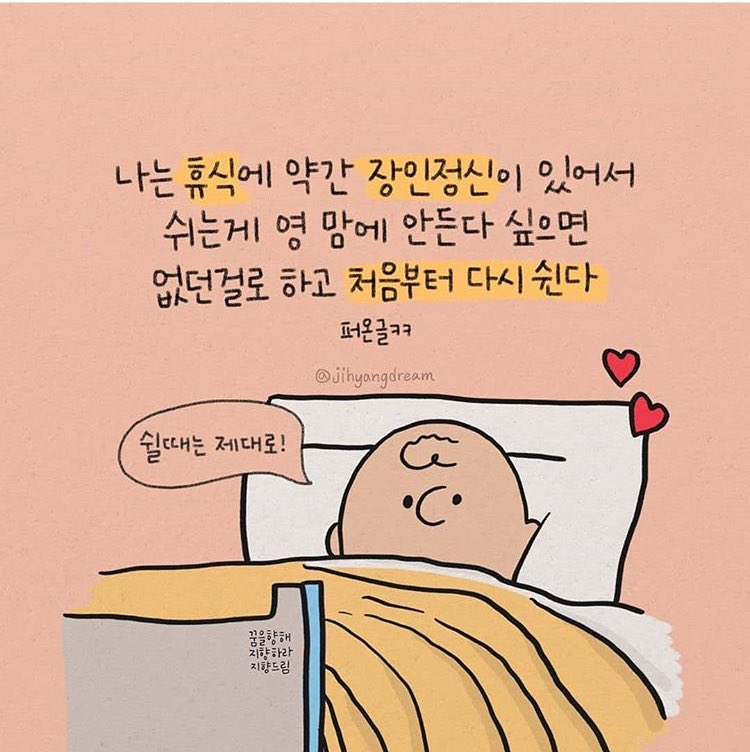 나는 휴식에 약간 장인정신이 있어서
쉬는게 영 맘에 안든다 싶으면
없던걸로 하고 처음부터 다시 쉰다
퍼온글ㅋㅋ
@jihyangdream
쉴때는 제대로!
꿈을향해
지향하라
지향드림